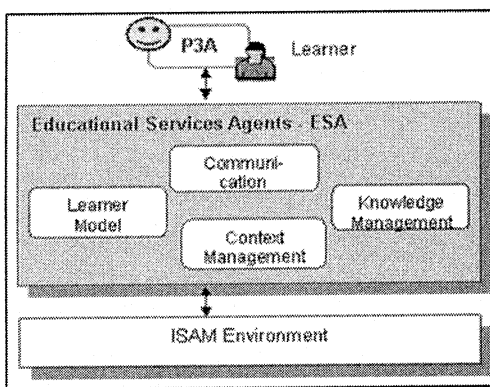 P3A
Learner
Educational Services Agents - ESA
Communi-
cation
Learner
Model
Knowledge
Management
Context
Management
ISAM Environment